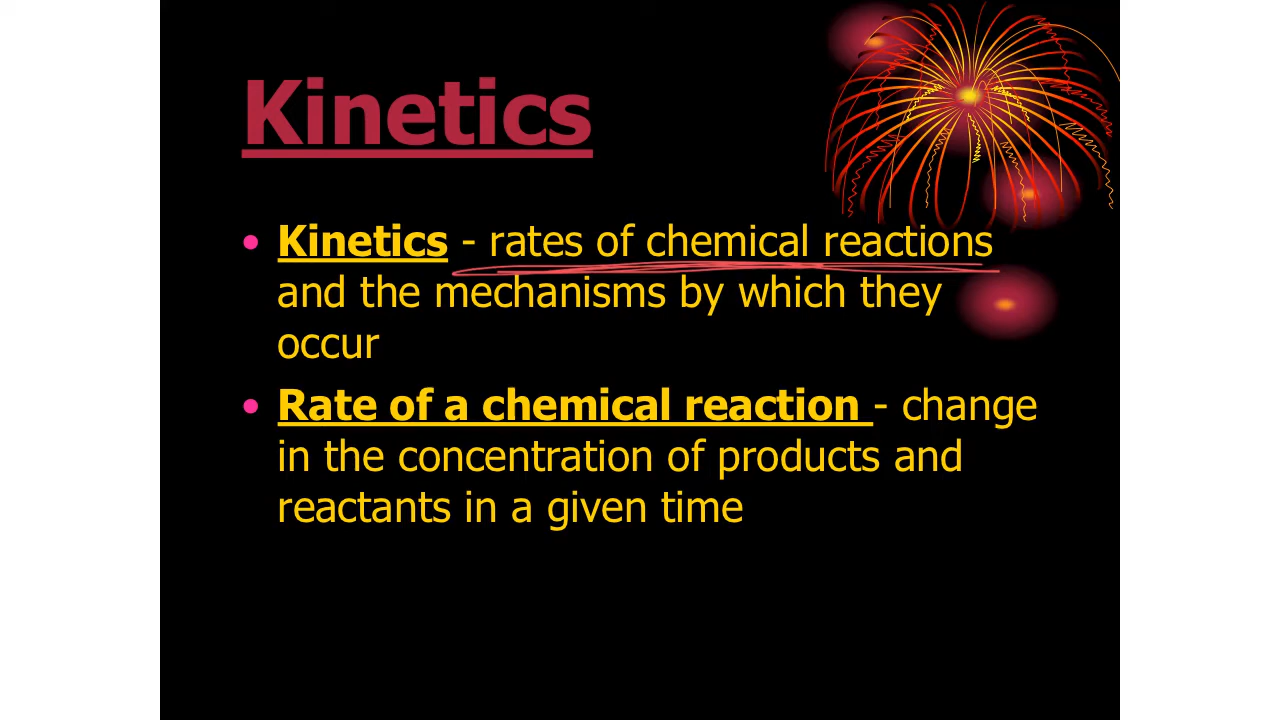 Kinetics
• Kinetics - rates of chemical reactions
and the mechanisms by which they
occur
• Rate of a chemical reaction - change
in the concentration of products and
reactants in a given time